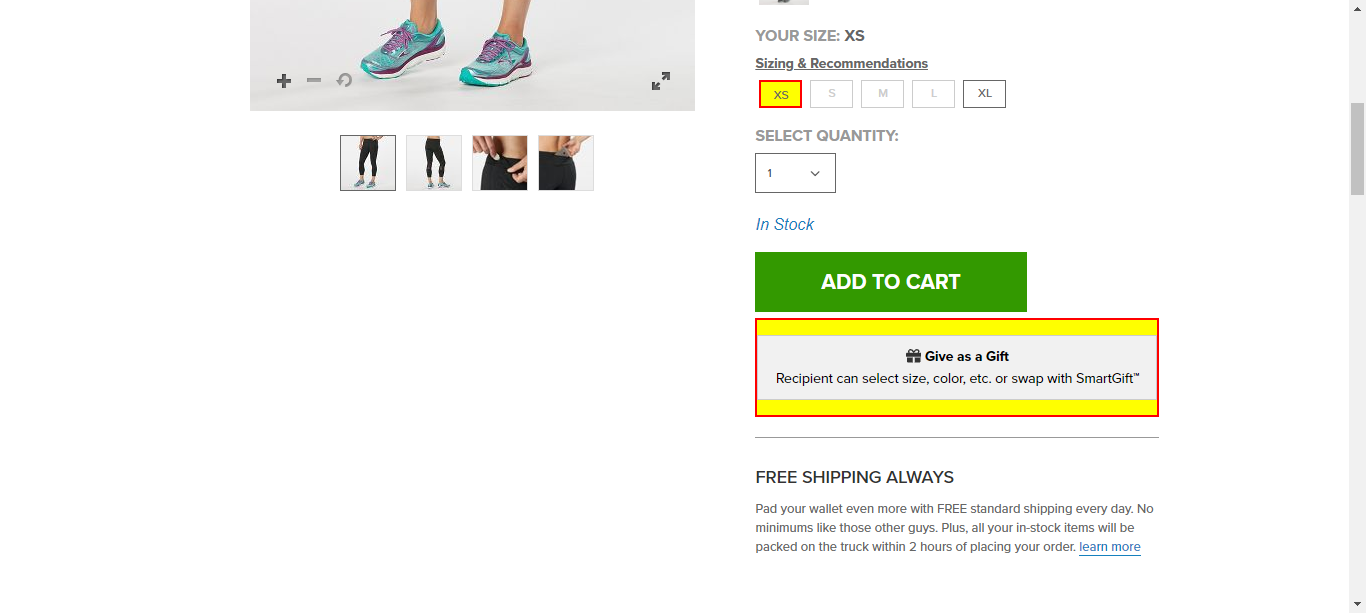 YOUR SIZE: XS
Sizing & Recommendations
XS S M L XL
SELECT QUANTITY:
1
In Stock
ADD TO CART
Give as a Gift
Recipient can select size, color, etc. or swap with SmartGift™
FREE SHIPPING ALWAYS
Pad your wallet even more with FREE standard shipping every day. No
minimums like those other guys. Plus, all your in-stock items will be
packed on the truck within 2 hours of placing your order. learn more